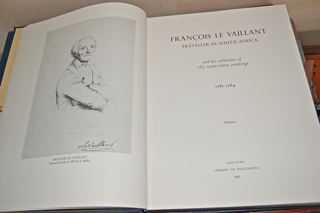 FRANÇOIS LE VAILLANT
TRAVELLER IN SOUTH AFRICA
and his collection of
165 water-colour paintings
1781-1784
Volume I
LIBRARY OF PARLIAMENT
1973
FRANÇOIS LE VAILLANT